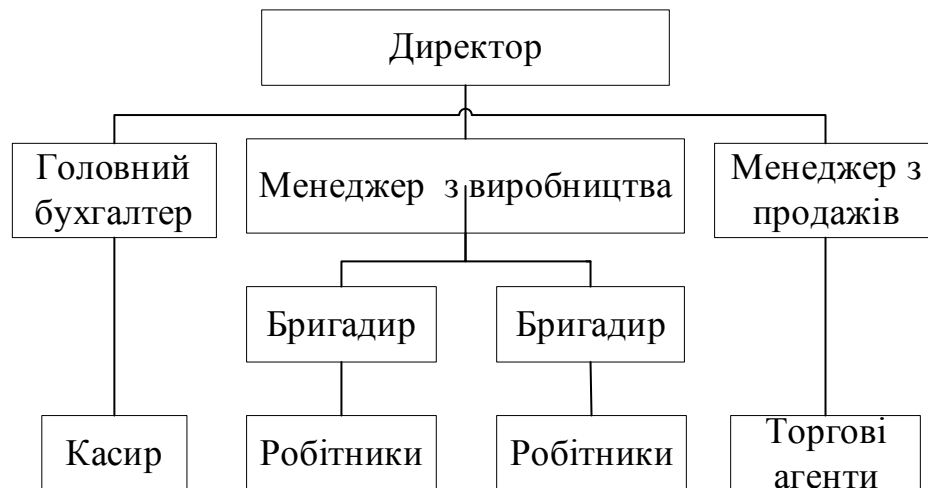 Директор
Головний
бухгалтер
Менеджер з виробництва
Менеджер з
продажів
Бригадир
Бригадир
Касир
Робітники
Робітники
Торгові
агенти